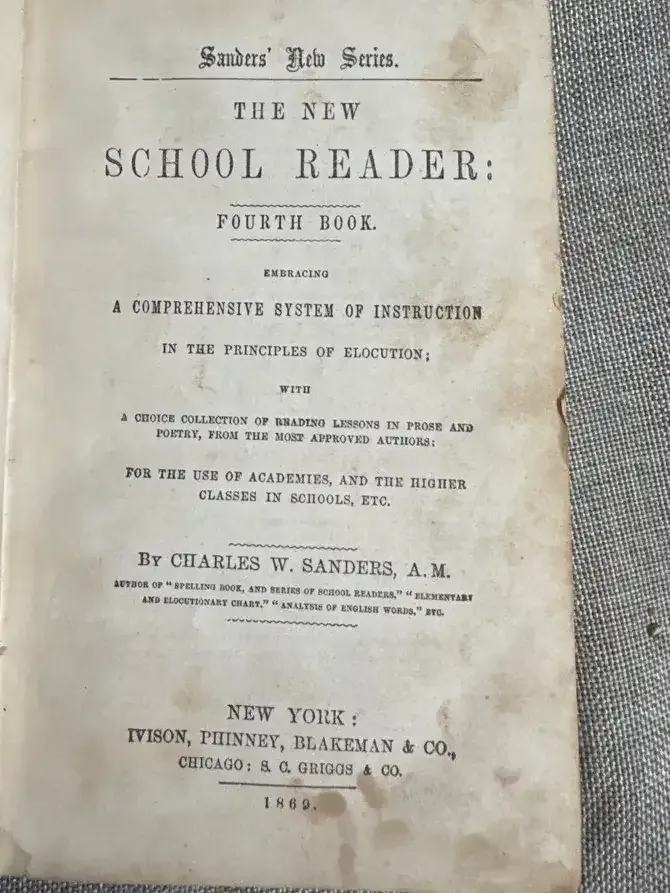 Sanders' New Series.
THE NEW
SCHOOL READER:
FOURTH BOOK.
EMBRACING
A COMPREHENSIVE SYSTEM OF INSTRUCTION
IN THE PRINCIPLES OF ELOCUTION;
WITH
A CHOICE COLLECTION OF READING LESSONS IN PROSE AND
POETRY, FROM THE MOST APPROVED AUTHORS:
FOR THE USE OF ACADEMIES, AND THE HIGHER
CLASSES IN SCHOOLS, ETC.
BY CHARLES W. SANDERS, A.M.
AUTHOR OF "SPELLING BOOK, AND SERIES OF SCHOOL READERS," "ELEMENTARY
AND ELOCUTIONARY CHART," "ANALYSIS OF ENGLISH WORDS," ETC.
NEW YORK:
IVISON, PHINNEY, BLAKEMAN & CO.,
CHICAGO: S. C. GRIGGS & CO.
1869.